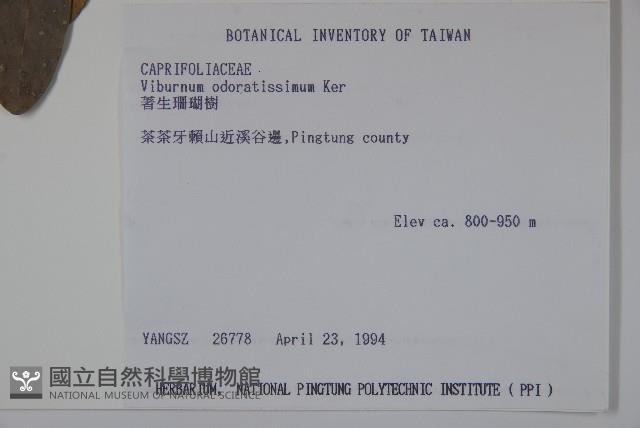 BOTANICAL INVENTORY OF TAIWAN
CAPRIFOLIACEAE
Viburnum odoratissimum Ker
著生珊瑚樹
茶茶牙賴山近溪谷邊,Pingtung county
Elev ca. 800-950 m
YANGSZ 26778 April 23, 1994
國立自然科學博物館
NATIONAL MUSEUM OF NATURAL SCIENCE
HERBARIUM, NATIONAL PINGTUNG POLYTECHNIC INSTITUTE ( PPI )